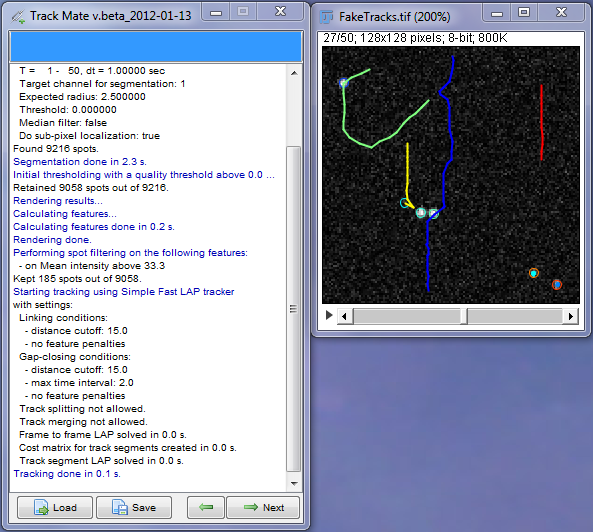 Track Mate v.beta_2012-01-13
T = 1 - 50, dt = 1.00000 sec
Target channel for segmentation: 1
Expected radius: 2.500000
Threshold: 0.000000
Median filter: false
Do sub-pixel localization: true
Found 9216 spots.
Segmentation done in 2.3 s.
Initial thresholding with a quality threshold above 0.0 ...
Retained 9058 spots out of 9216.
Rendering results...
Calculating features...
Calculating features done in 0.2 s.
Rendering done.
Performing spot filtering on the following features:
- on Mean intensity above 33.3
Kept 185 spots out of 9058.
Starting tracking using Simple Fast LAP tracker
with settings:
Linking conditions:
- distance cutoff: 15.0
- no feature penalties
Gap-closing conditions:
- distance cutoff: 15.0
- max time interval: 2.0
- no feature penalties
Track splitting not allowed.
Track merging not allowed.
Frame to frame LAP solved in 0.0 s.
Cost matrix for track segments created in 0.0 s.
Track segment LAP solved in 0.0 s.
Tracking done in 0.1 s.
Load
Save
Next
FakeTracks.tif (200%)
27/50; 128x128 pixels; 8-bit; 800K